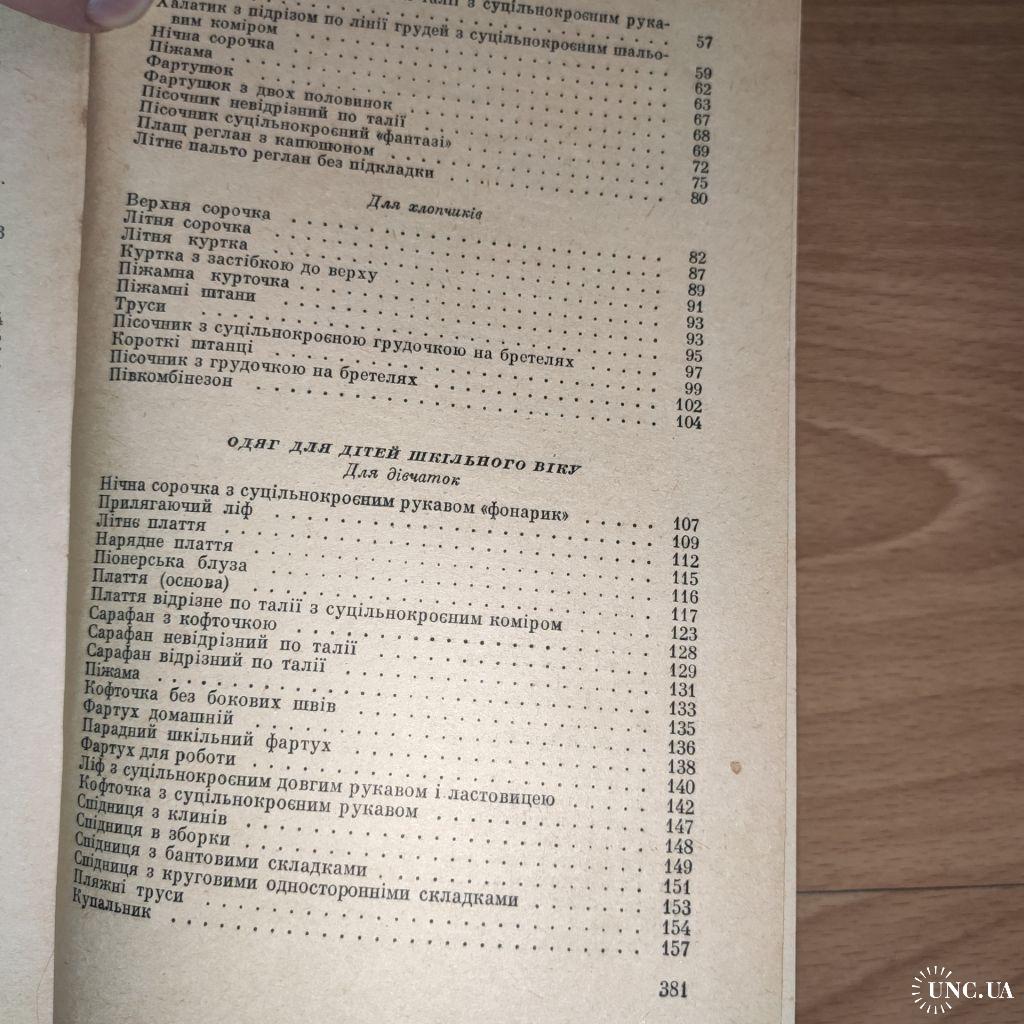 талії з суцільнокроєним рука-
57
Халатик з підрізом по лінії грудей з суцільнокроєним шальо-
вим коміром . . . . . 59
Нічна сорочка . . . . . 62
Піжама . . . . . 63
Фартушок . . . . . 67
Фартушок з двох половинок . . . . . 68
Пісочник невідрізний по талії . . . . . 69
Пісочник суцільнокроєний «фантазі» . . . . . 72
Плащ реглан з капюшоном . . . . . 75
Літнє пальто реглан без підкладки . . . . . 80
Для хлопчиків
Верхня сорочка . . . . . 82
Літня сорочка . . . . . 87
Літня куртка . . . . . 89
Куртка з застібкою до верху . . . . . 91
Піжамна курточка . . . . . 93
Піжамні штани . . . . . 93
Труси . . . . . 95
Пісочник з суцільнокроєною грудочкою на бретелях . . . . . 97
Короткі штанці . . . . . 99
Пісочник з грудочкою на бретелях . . . . . 102
Півкомбінезон . . . . . 104
ОДЯГ ДЛЯ ДІТЕЙ ШКІЛЬНОГО ВІКУ
Для дівчаток
Нічна сорочка з суцільнокроєним рукавом «фонарик» . . . . . 107
Прилягаючий ліф . . . . . 109
Літнє плаття . . . . . 112
Нарядне плаття . . . . . 115
Піонерська блуза . . . . . 116
Плаття (основа) . . . . . 117
Плаття відрізне по талії з суцільнокроєним коміром . . . . . 123
Сарафан з кофточкою . . . . . 128
Сарафан невідрізний по талії . . . . . 129
Сарафан відрізний по талії . . . . . 131
Піжама . . . . . 133
Кофточка без бокових швів . . . . . 135
Фартух домашній . . . . . 136
Парадний шкільний фартух . . . . . 138
Фартух для роботи . . . . . 140
Ліф з суцільнокроєним довгим рукавом і ластовицею . . . . . 142
Кофточка з суцільнокроєним рукавом . . . . . 147
Спідниця з клинів . . . . . 148
Спідниця в зборки . . . . . 149
Спідниця з бантовими складками . . . . . 151
Спідниця з круговими односторонніми складками . . . . . 153
Пляжні труси . . . . . 154
Купальник . . . . . 157
381
UNC.UA